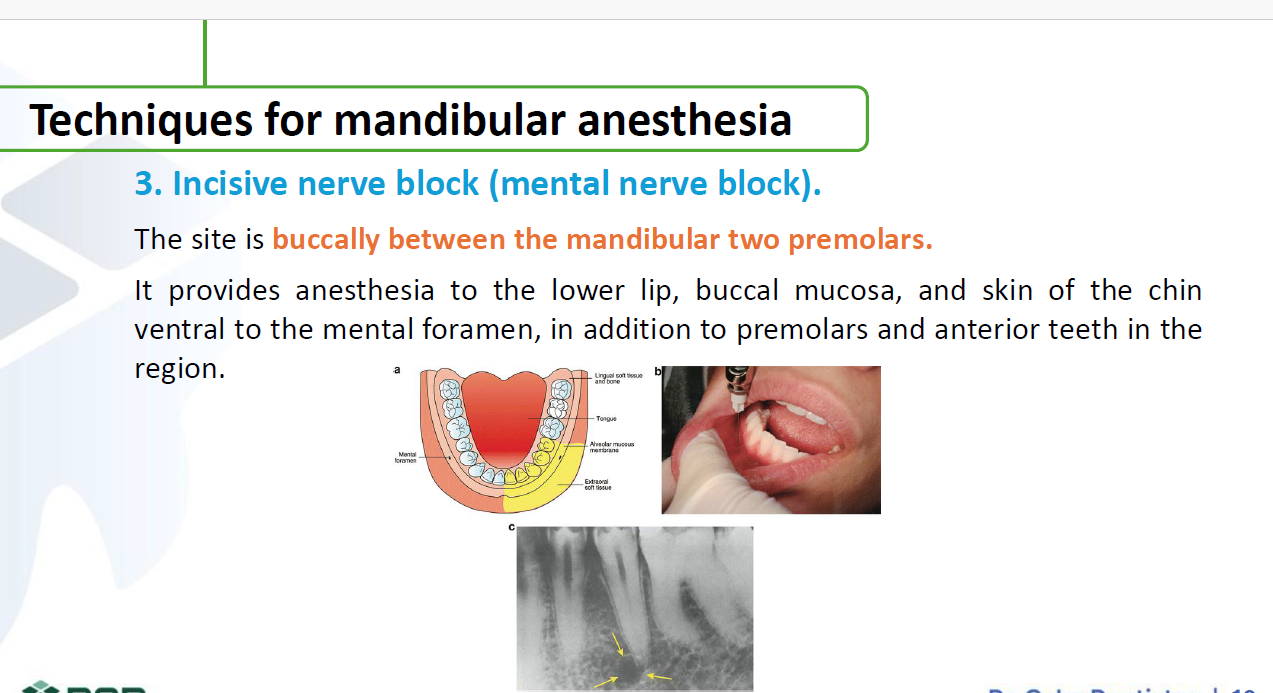 Techniques for mandibular anesthesia
3. Incisive nerve block (mental nerve block).
The site is buccally between the mandibular two premolars.
It provides anesthesia to the lower lip, buccal mucosa, and skin of the chin
ventral to the mental foramen, in addition to premolars and anterior teeth in the
region.
a
Lingual soft tissue
and bone
Tongue
Alveolar mucous
membrane
Mental
foramen
Extraoral
soft tissue
b
c